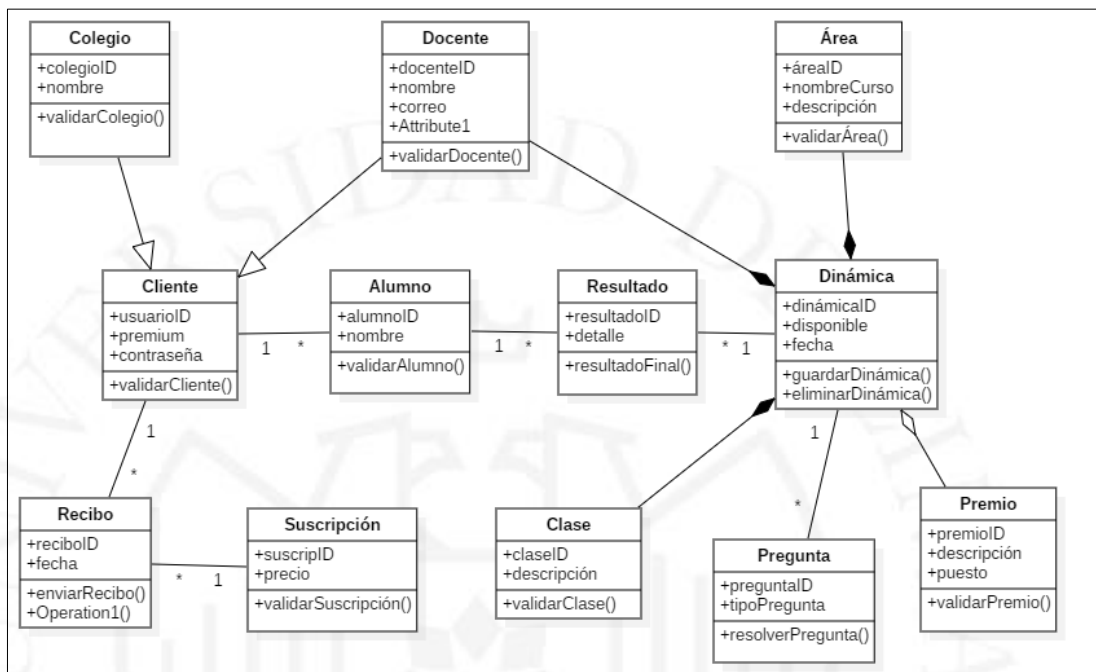 Colegio
+colegioID
+nombre
+validarColegio()
Docente
+docenteID
+nombre
+correo
+Attribute1
+validarDocente()
Área
+áreaID
+nombreCurso
+descripción
+validarÁrea()
Cliente
+usuarioID
+premium
+contraseña
+validarCliente()
1
*
Alumno
+alumnoID
+nombre
+validarAlumno()
1
*
Resultado
+resultadoID
+detalle
+resultadoFinal()
*
1
Dinámica
+dinámicaID
+disponible
+fecha
+guardarDinámica()
+eliminarDinámica()
1
*
1
*
Recibo
+reciboID
+fecha
+enviarRecibo()
+Operation1()
*
1
Suscripción
+suscripID
+precio
+validarSuscripción()
Clase
+claseID
+descripción
+validarClase()
Pregunta
+preguntaID
+tipoPregunta
+resolverPregunta()
Premio
+premioID
+descripción
+puesto
+validarPremio()